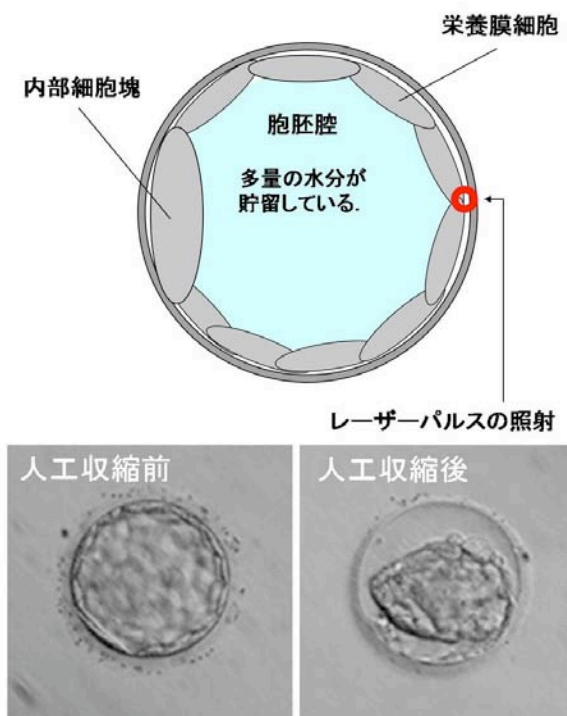 栄養膜細胞
内部細胞塊
胞胚腔
多量の水分が
貯留している.
レーザーパルスの照射
人工収縮前
人工収縮後